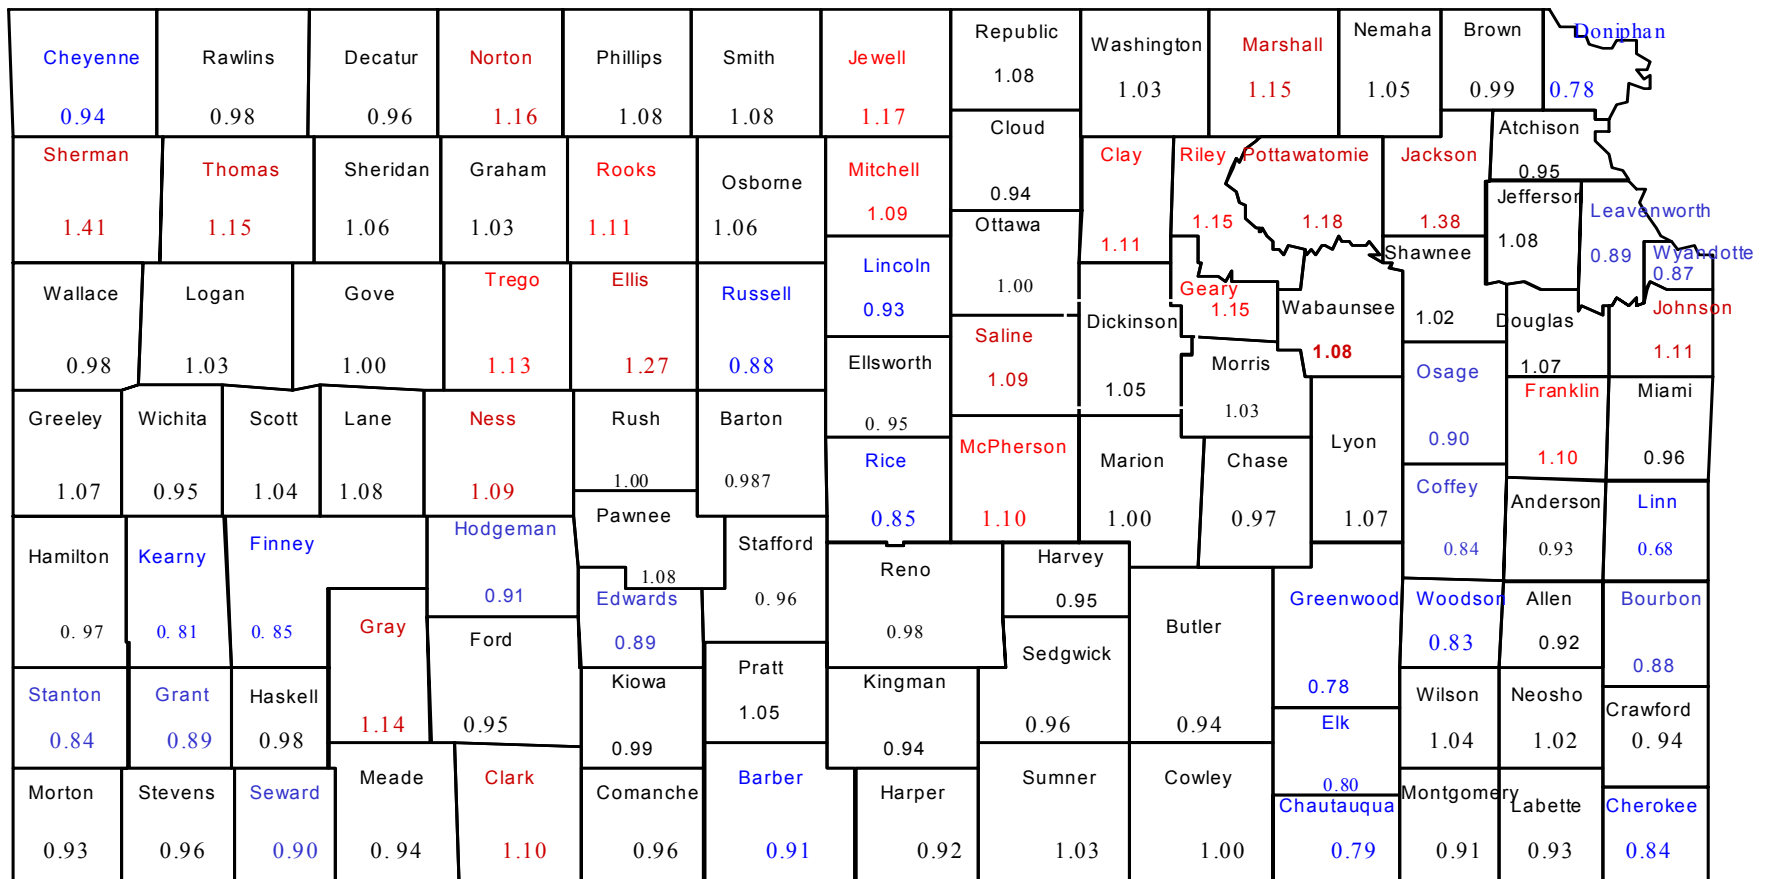 Cheyenne
0.94
Rawlins
0.98
Decatur
0.96
Norton
1.16
Phillips
1.08
Smith
1.08
Jewell
1.17
Republic
1.08
Washington
1.03
Marshall
1.15
Nemaha
1.05
Brown
0.99
Doniphan
0.78
Sherman
1.41
Thomas
1.15
Sheridan
1.06
Graham
1.03
Rooks
1.11
Osborne
1.06
Mitchell
1.09
Cloud
0.94
Clay
1.11
Riley
1.15
Pottawatomie
1.18
Jackson
1.38
Atchison
0.95
Jefferson
1.08
Leavenworth
0.89
Wyandotte
0.87
Wallace
0.98
Logan
1.03
Gove
1.00
Trego
1.13
Ellis
1.27
Russell
0.88
Lincoln
0.93
Ottawa
1.00
Saline
1.09
Dickinson
1.05
Geary
1.15
Wabaunsee
1.08
Shawnee
1.02
Douglas
1.07
Johnson
1.11
Ellsworth
0. 95
Morris
1.03
Osage
0.90
Franklin
1.10
Miami
0.96
Greeley
1.07
Wichita
0.95
Scott
1.04
Lane
1.08
Ness
1.09
Rush
1.00
Barton
0.987
Rice
0.85
McPherson
1.10
Marion
1.00
Chase
0.97
Lyon
1.07
Coffey
0.84
Anderson
0.93
Linn
0.68
Hamilton
0. 97
Kearny
0. 81
Finney
0. 85
Hodgeman
0.91
Pawnee
1.08
Stafford
0. 96
Reno
0.98
Harvey
0.95
Edwards
0.89
Gray
1.14
Ford
0.95
Kiowa
0.99
Pratt
1.05
Kingman
0.94
Sedgwick
0.96
Butler
0.94
Greenwood
0.78
Woodson
0.83
Allen
0.92
Bourbon
0.88
Stanton
0.84
Grant
0.89
Haskell
0.98
Elk
0.80
Wilson
1.04
Neosho
1.02
Crawford
0. 94
Morton
0.93
Stevens
0.96
Seward
0.90
Meade
0. 94
Clark
1.10
Comanche
0.96
Barber
0.91
Harper
0.92
Sumner
1.03
Cowley
1.00
Chautauqua
0.79
Montgomery
0.91
Labette
0.93
Cherokee
0.84